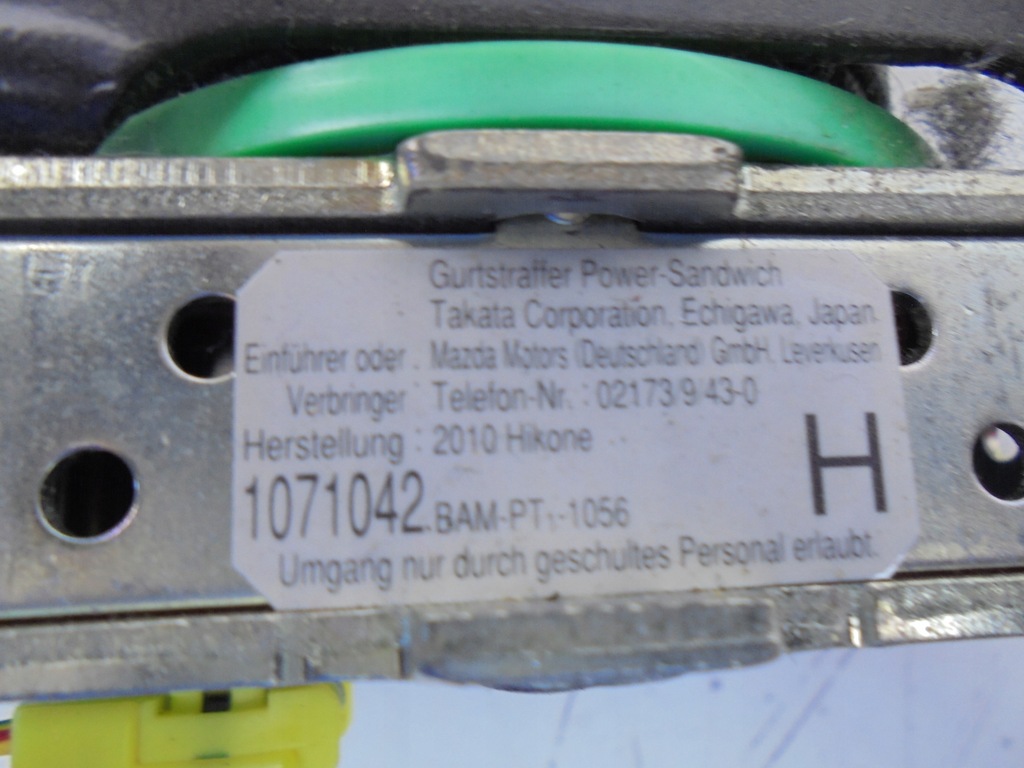 Gurtstraffer Power-Sandwich
Takata Corporation, Echigawa, Japan.
Einführer oder : Mazda Motors (Deutschland) GmbH, Leverkusen
Verbringer Telefon-Nr. : 02173/9 43-0
Herstellung : 2010 Hikone
1071042. BAM-PT₁-1056
H
Umgang nur durch geschultes Personal erlaubt.